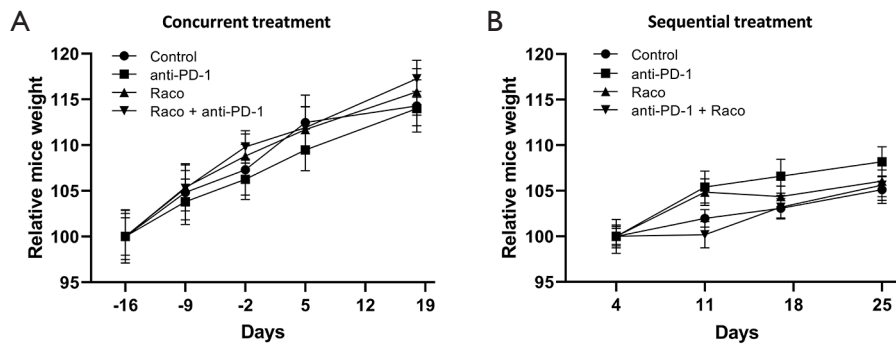 A
Concurrent treatment
Control
anti-PD-1
Raco
Raco + anti-PD-1
Relative mice weight
120
115
110
105
100
95
-16
-9
-2
5
12
19
Days
B
Sequential treatment
Control
anti-PD-1
Raco
anti-PD-1 + Raco
Relative mice weight
120
115
110
105
100
95
4
11
18
25
Days